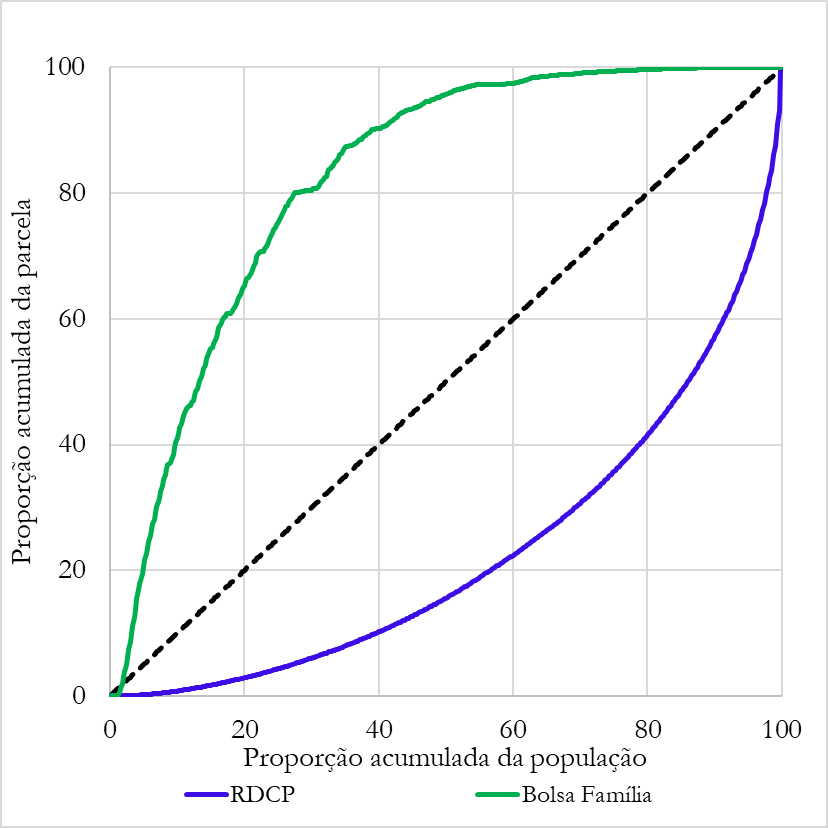 Proporção acumulada da parcela
100
80
60
40
20
0
0 20 40 60 80 100
Proporção acumulada da população
RDCP Bolsa Família